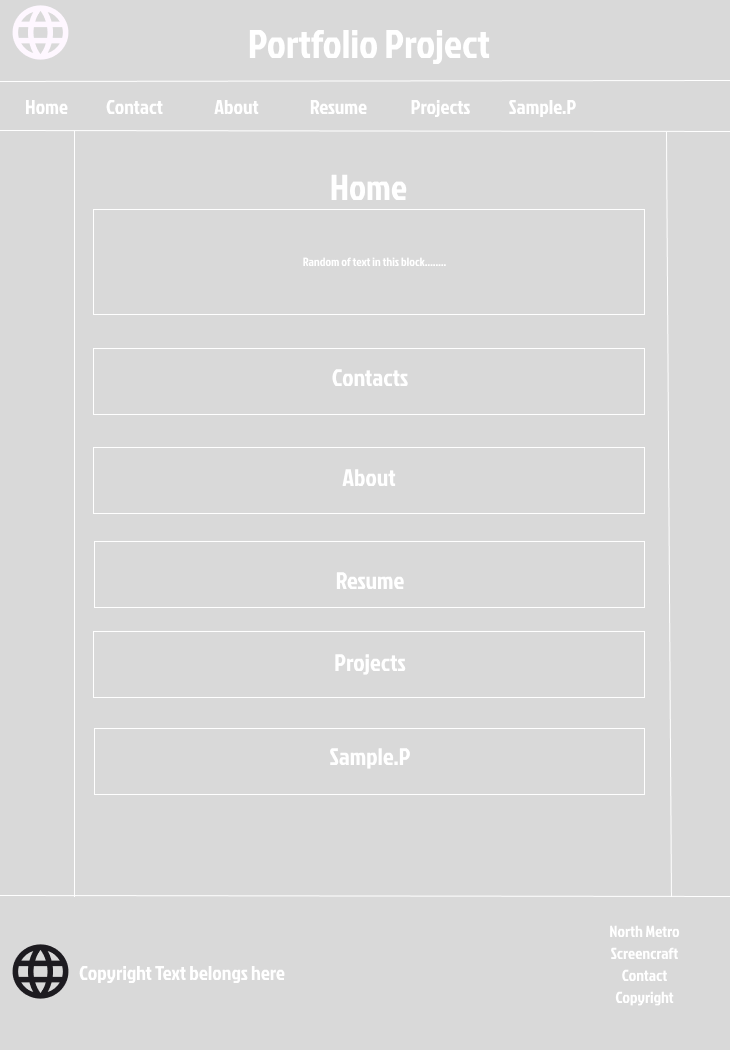 Portfolio Project
Home Contact About Resume Projects Sample.P
Home
Random of text in this block........
Contacts
About
Resume
Projects
Sample.P
Copyright Text belongs here
North Metro
Screencraft
Contact
Copyright